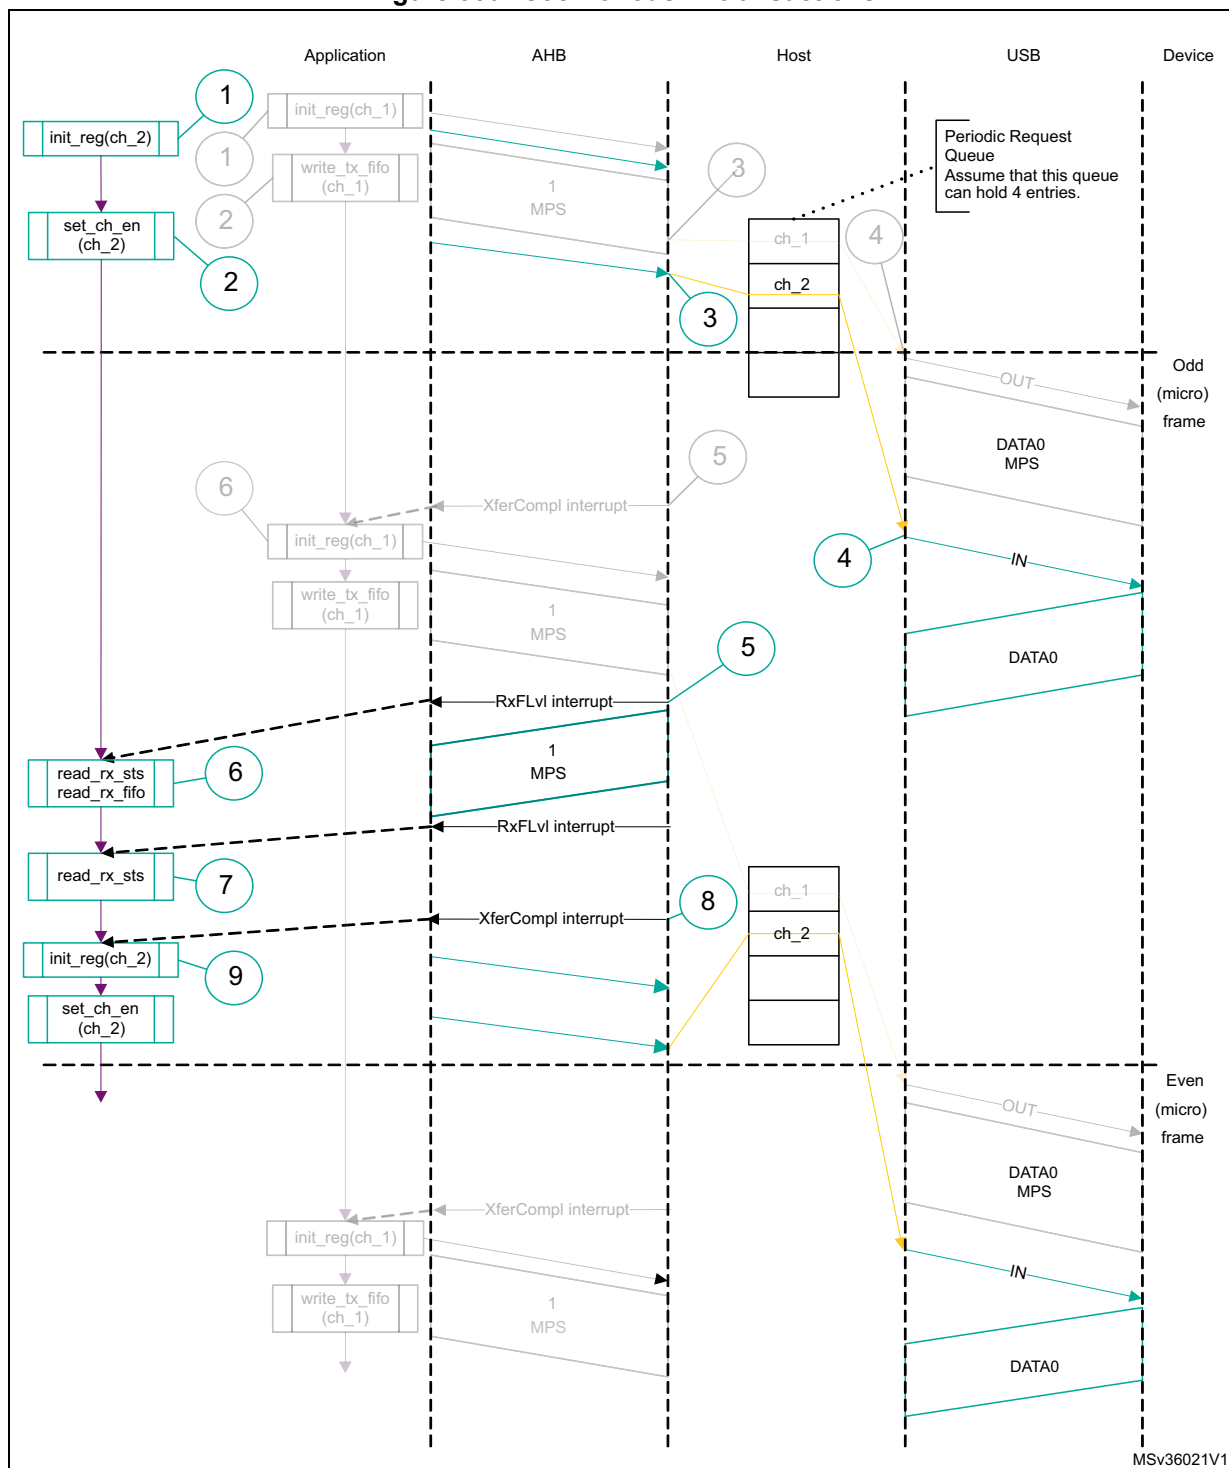 Application
AHB
Host
USB
Device
1
init_reg(ch_2)
init_reg(ch_1)
1
Periodic Request
Queue
Assume that this queue
can hold 4 entries.
write_tx_fifo
(ch_1)
1
MPS
3
2
set_ch_en
(ch_2)
2
ch_1
4
ch_2
3
Odd
(micro)
frame
OUT
DATA0
MPS
5
6
XferCompl interrupt
init_reg(ch_1)
4
IN
write_tx_fifo
(ch_1)
1
MPS
5
DATA0
RxFLvl interrupt
read_rx_sts
read_rx_fifo
6
1
MPS
RxFLvl interrupt
read_rx_sts
7
ch_1
8
XferCompl interrupt
ch_2
init_reg(ch_2)
9
set_ch_en
(ch_2)
Even
(micro)
frame
OUT
DATA0
MPS
XferCompl interrupt
init_reg(ch_1)
IN
write_tx_fifo
(ch_1)
1
MPS
DATA0
MSv36021V1